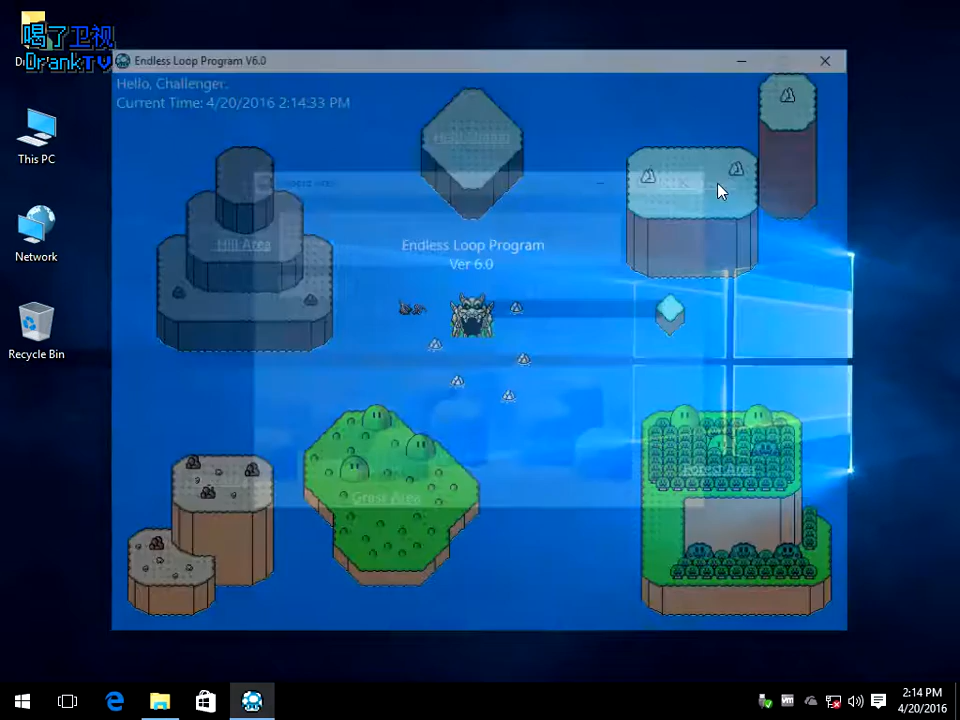 喝了卫视
DrankTV
Endless Loop Program V6.0
Hello, Challenger.
Current Time: 4/20/2016 2:14:33 PM
This PC
Network
Recycle Bin
Hill Area
Endless Loop Program
Ver 6.0
Grass Area
Forest Area
2:14 PM
4/20/2016